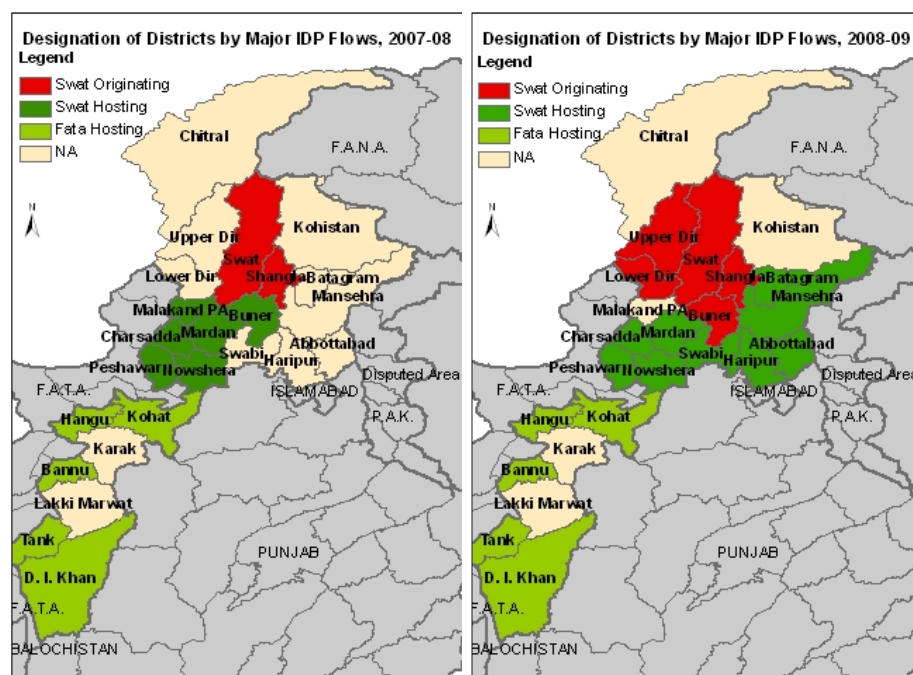 Designation of Districts by Major IDP Flows, 2007-08
Legend
Swat Originating
Swat Hosting
Fata Hosting
NA
N
Chitral
F.A.N.A.
Upper Dir
Kohistan
Swat
Lower Dir
Shangla
Batagram
Mansehra
Malakand PA
Buner
Charsadda
Mardan
Swabi
Abbottabad
Haripur
Peshawar
Nowshera
Disputed Area
F.A.T.A.
ISLAMABAD
P.A.K.
Hangu
Kohat
Karak
Bannu
Lakki Marwat
Tank
PUNJAB
D. I. Khan
F.A.T.A.
BALOCHISTAN
Designation of Districts by Major IDP Flows, 2008-09
Legend
Swat Originating
Swat Hosting
Fata Hosting
NA
N
Chitral
F.A.N.A.
Upper Dir
Kohistan
Swat
Lower Dir
Shangla
Batagram
Mansehra
Malakand PA
Buner
Charsadda
Mardan
Swabi
Abbottabad
Haripur
Peshawar
Nowshera
Disputed Area
F.A.T.A.
ISLAMABAD
P.A.K.
Hangu
Kohat
Karak
Bannu
Lakki Marwat
Tank
PUNJAB
D. I. Khan
F.A.T.A.
BALOCHISTAN